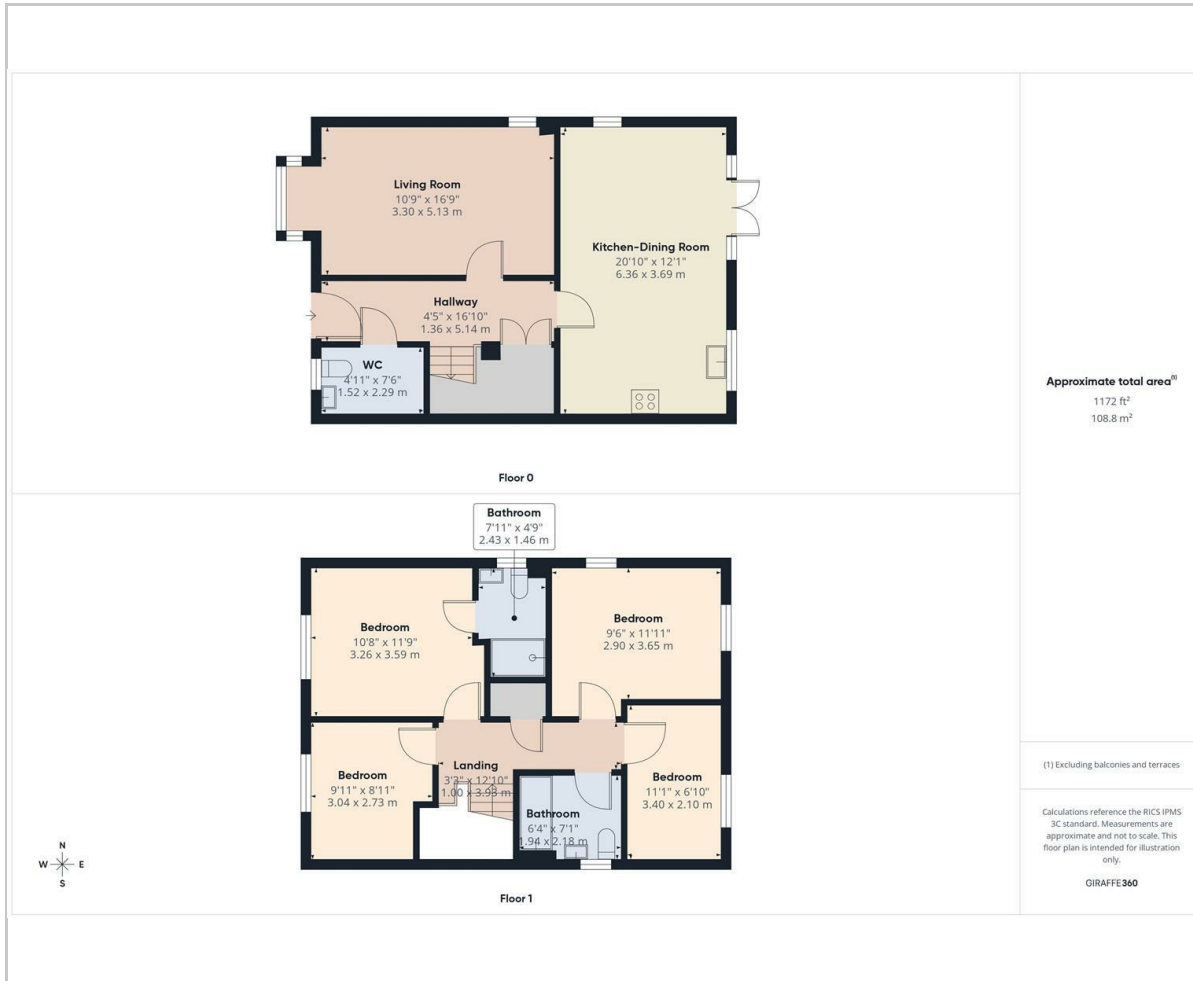 Living Room
10'9" x 16'9"
3.30 x 5.13 m
Kitchen-Dining Room
20'10" x 12'1"
6.36 x 3.69 m
Hallway
4'5" x 16'10"
1.36 x 5.14 m
WC
4'11" x 7'6"
1.52 x 2.29 m
Floor 0
Approximate total area(1)
1172 ft²
108.8 m²
Bathroom
7'11" x 4'9"
2.43 x 1.46 m
Bedroom
10'8" x 11'9"
3.26 x 3.59 m
Bedroom
9'6" x 11'11"
2.90 x 3.65 m
Bedroom
9'11" x 8'11"
3.04 x 2.73 m
Landing
3'3" x 12'10"
1.00 x 3.93 m
Bathroom
6'4" x 7'1"
1.94 x 2.18 m
Bedroom
11'1" x 6'10"
3.40 x 2.10 m
N
W E
S
Floor 1
(1) Excluding balconies and terraces
Calculations reference the RICS IPMS
3C standard. Measurements are
approximate and not to scale. This
floor plan is intended for illustration
only.
GIRAFFE360